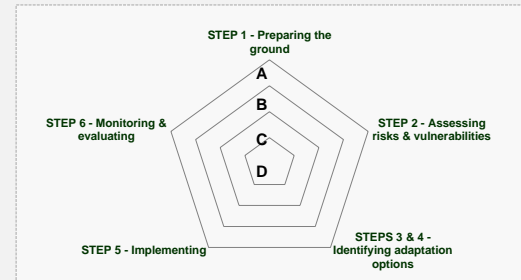 STEP 1 - Preparing the
ground
A
B
C
D
STEP 6 - Monitoring &
evaluating
STEP 2 - Assessing
risks & vulnerabilities
STEP 5 - Implementing
STEPS 3 & 4 -
Identifying adaptation
options